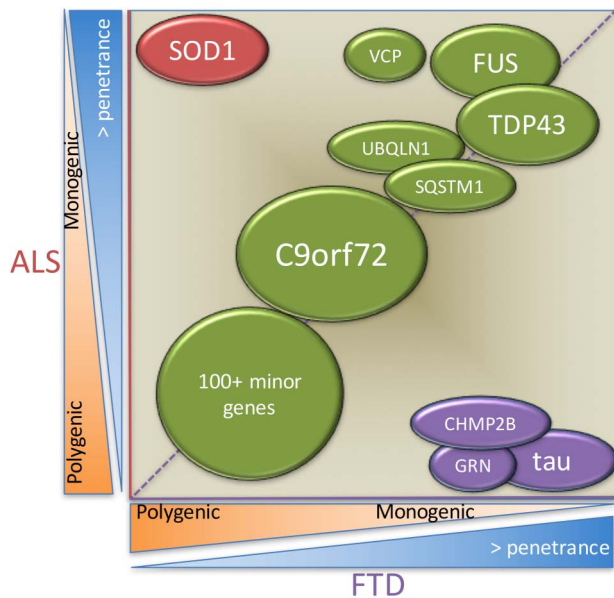 SOD1
VCP
FUS
TDP43
UBQLN1
SQSTM1
C9orf72
100+ minor
genes
CHMP2B
GRN
tau
> penetrance
Monogenic
ALS
Polygenic
Polygenic
Monogenic
> penetrance
FTD